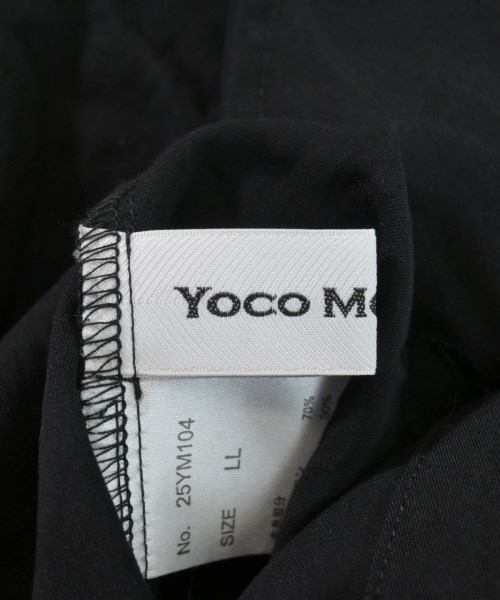 YOCO MO
No. 25YM104
SIZE LL
70%
30%